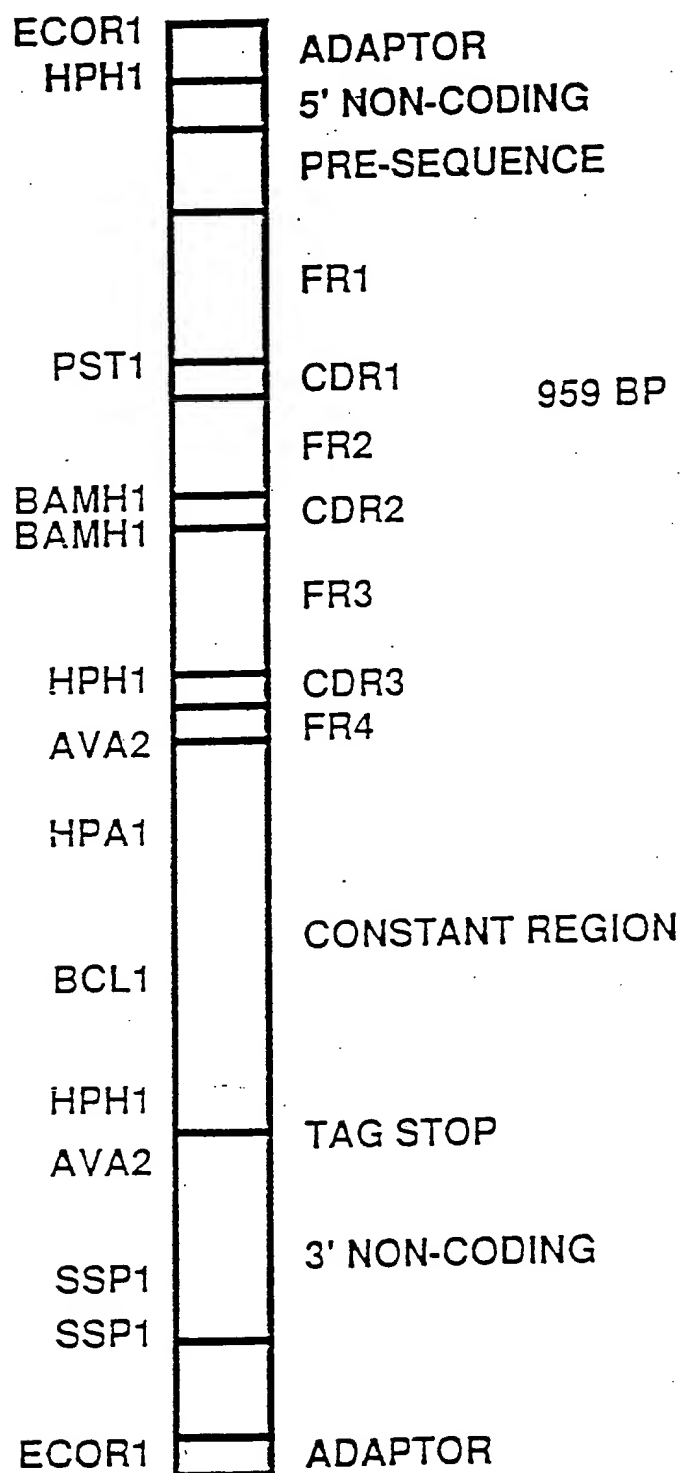 ECOR1 ADAPTOR
HPH1
5' NON-CODING
PRE-SEQUENCE
FR1
PST1 CDR1
959 BP
FR2
BAMH1 CDR2
BAMH1
FR3
HPH1 CDR3
FR4
AVA2
HPA1
CONSTANT REGION
BCL1
HPH1
TAG STOP
AVA2
3' NON-CODING
SSP1
SSP1
ECOR1 ADAPTOR